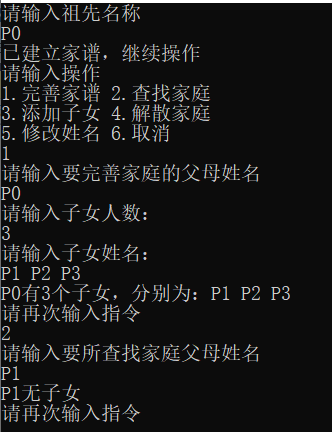 请输入祖先名称
P0
已建立家谱，继续操作
请输入操作
1.完善家谱 2.查找家庭
3.添加子女 4.解散家庭
5.修改姓名 6.取消
1
请输入要完善家庭的父母姓名
P0
请输入子女人数：
3
请输入子女姓名：
P1 P2 P3
P0有3个子女，分别为：P1 P2 P3
请再次输入指令
2
请输入要所查找家庭父母姓名
P1
P1无子女
请再次输入指令